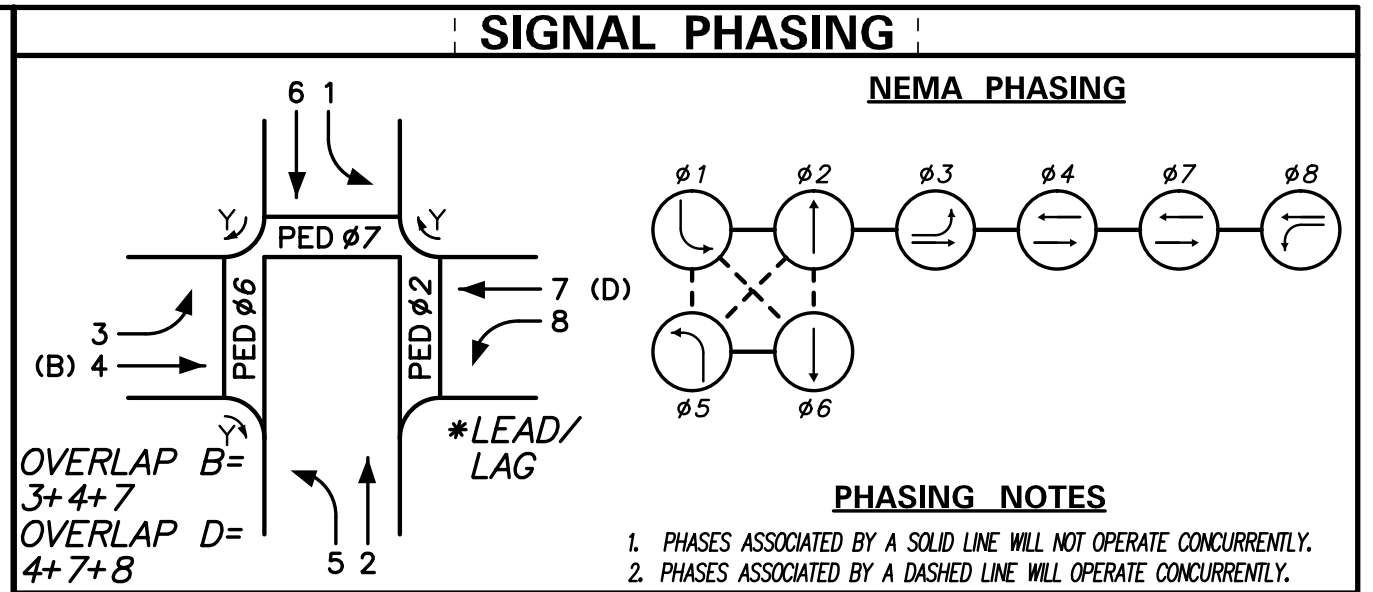 SIGNAL PHASING
6 1
Y
Y
PED ø7
PED ø6
PED ø2
3
(B) 4
7 (D)
8
Y
*LEAD/
LAG
OVERLAP B=
3+4+7
OVERLAP D=
4+7+8
5 2
NEMA PHASING
ø1 ø2 ø3 ø4 ø7 ø8
ø5 ø6
PHASING NOTES
1. PHASES ASSOCIATED BY A SOLID LINE WILL NOT OPERATE CONCURRENTLY.
2. PHASES ASSOCIATED BY A DASHED LINE WILL OPERATE CONCURRENTLY.